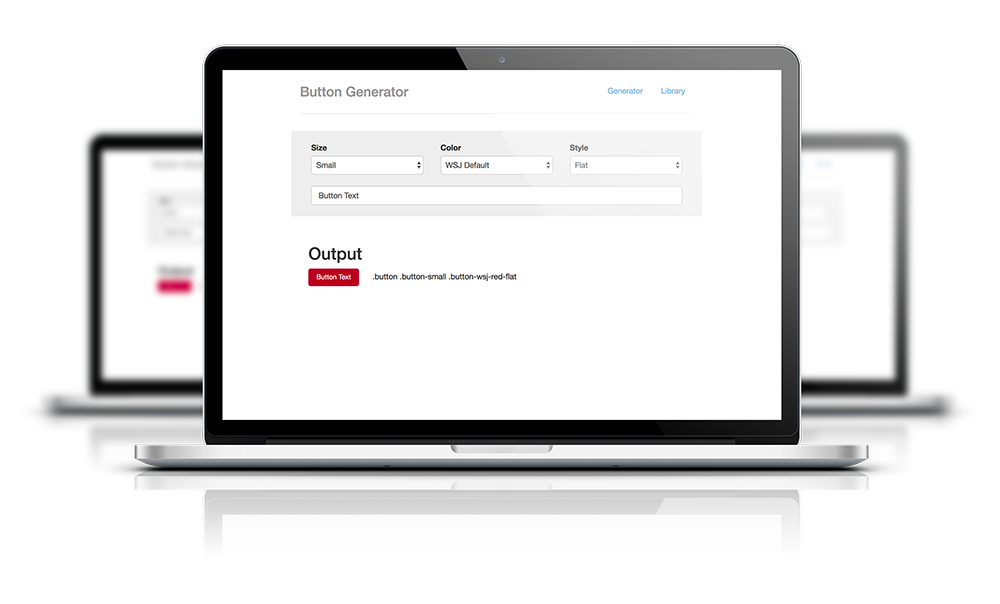 Button Generator Generator Library
Size Color Style
Small WSJ Default Flat
Button Text
Output
Button Text .button .button-small .button-wsj-red-flat